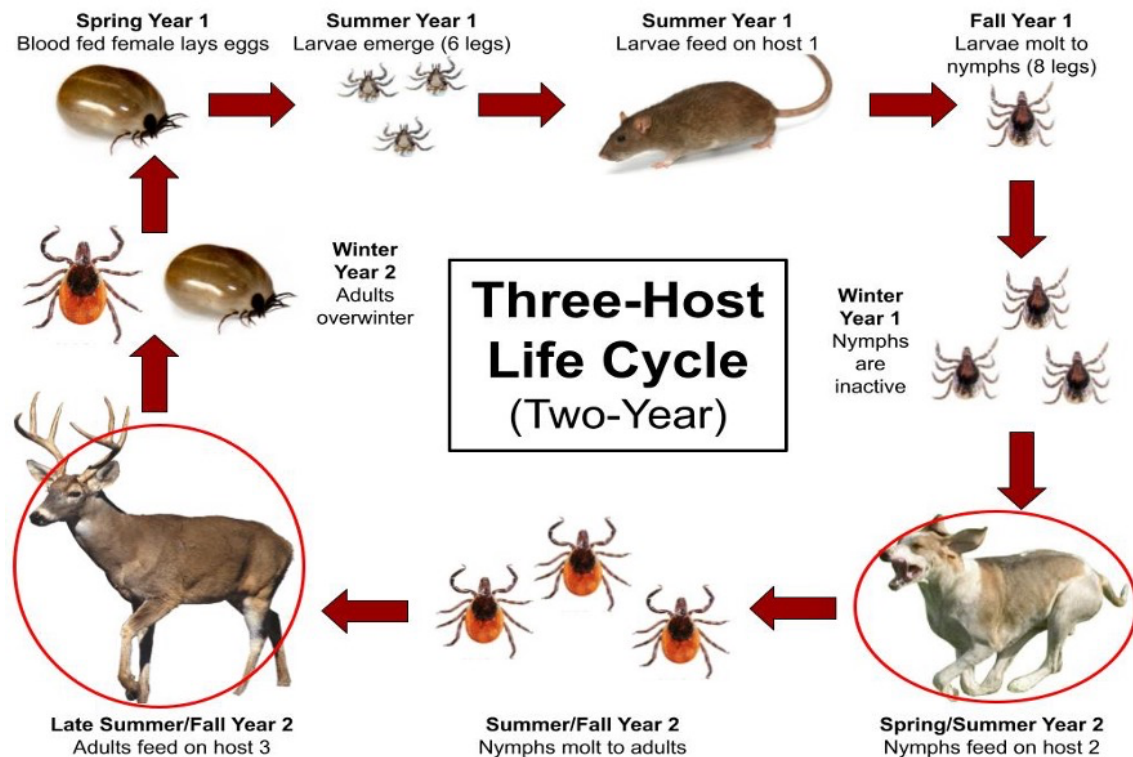 Spring Year 1
Blood fed female lays eggs
Summer Year 1
Larvae emerge (6 legs)
Summer Year 1
Larvae feed on host 1
Fall Year 1
Larvae molt to
nymphs (8 legs)
Winter
Year 2
Adults
overwinter
Three-Host
Life Cycle
(Two-Year)
Winter
Year 1
Nymphs
are
inactive
Late Summer/Fall Year 2
Adults feed on host 3
Summer/Fall Year 2
Nymphs molt to adults
Spring/Summer Year 2
Nymphs feed on host 2